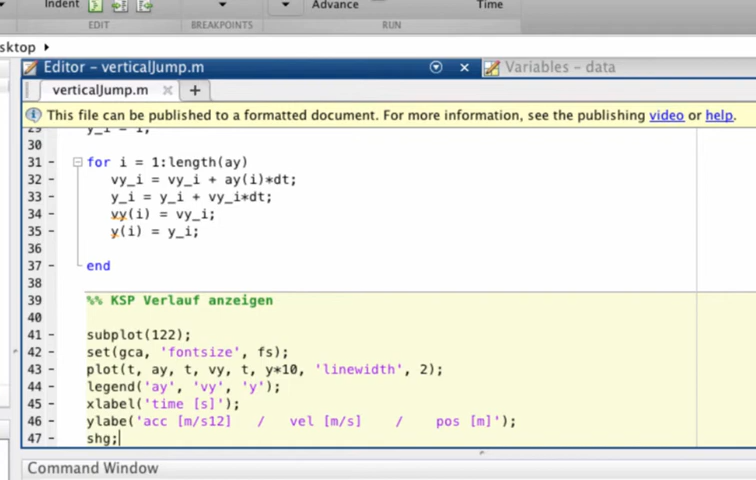 Indent
Advance
Time
EDIT
BREAKPOINTS
RUN
sktop
Editor – verticalJump.m
Variables – data
verticalJump.m
This file can be published to a formatted document. For more information, see the publishing video or help.
29 y_i = 1;
30
31 for i = 1:length(ay)
32 vy_i = vy_i + ay(i)*dt;
33 y_i = y_i + vy_i*dt;
34 vy(i) = vy_i;
35 y(i) = y_i;
36
37 end
38
39 %% KSP Verlauf anzeigen
40
41 subplot(122);
42 set(gca, 'fontsize', fs);
43 plot(t, ay, t, vy, t, y*10, 'linewidth', 2);
44 legend('ay', 'vy', 'y');
45 xlabel('time [s]');
46 ylabe('acc [m/s12] / vel [m/s] / pos [m]');
47 shg;
Command Window